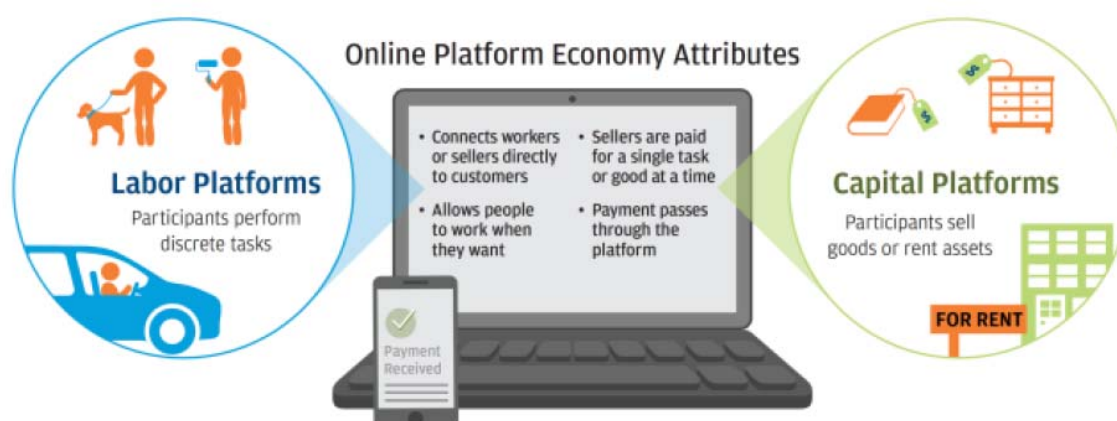 Online Platform Economy Attributes
Labor Platforms
Participants perform
discrete tasks
• Connects workers
or sellers directly
to customers
• Allows people
to work when
they want
• Sellers are paid
for a single task
or good at a time
• Payment passes
through the
platform
Payment
Received
$
$
Capital Platforms
Participants sell
goods or rent assets
FOR RENT